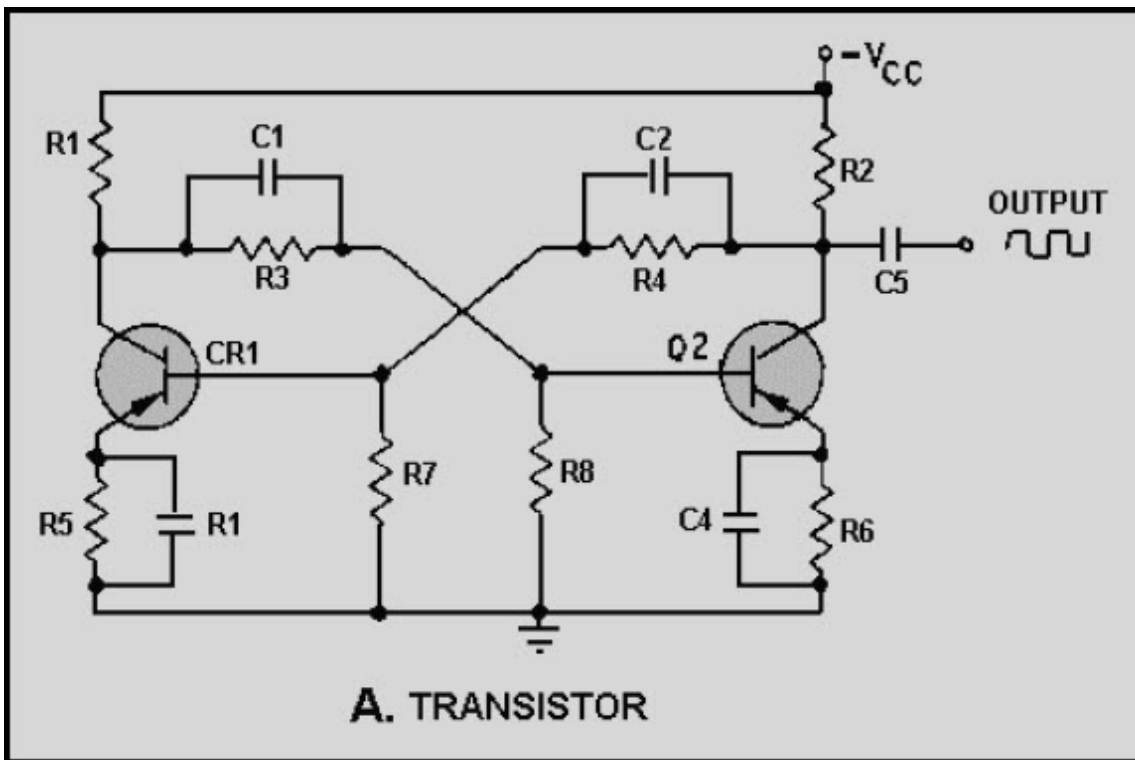 -VCC
R1
C1
C2
R2
OUTPUT
R3
R4
C5
CR1
Q2
R7
R8
R5
R1
C4
R6
A. TRANSISTOR